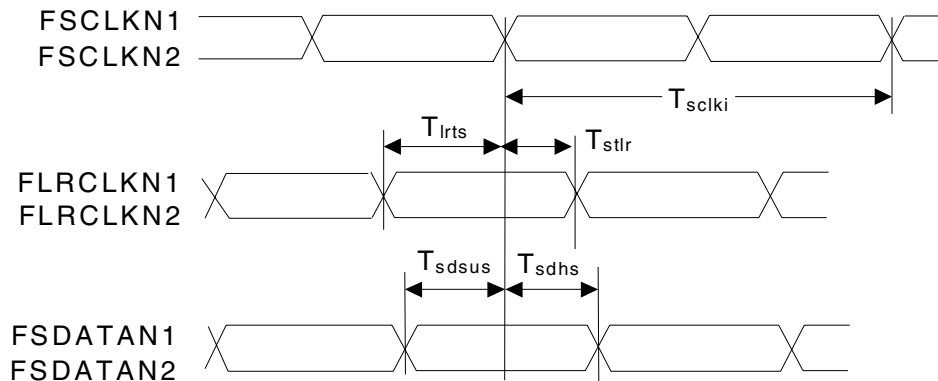 FSCLKN1
FSCLKN2
Tsclki
Tlrts
Tstlr
FLRCLKN1
FLRCLKN2
Tsdsus
Tsdhs
FSDATAN1
FSDATAN2